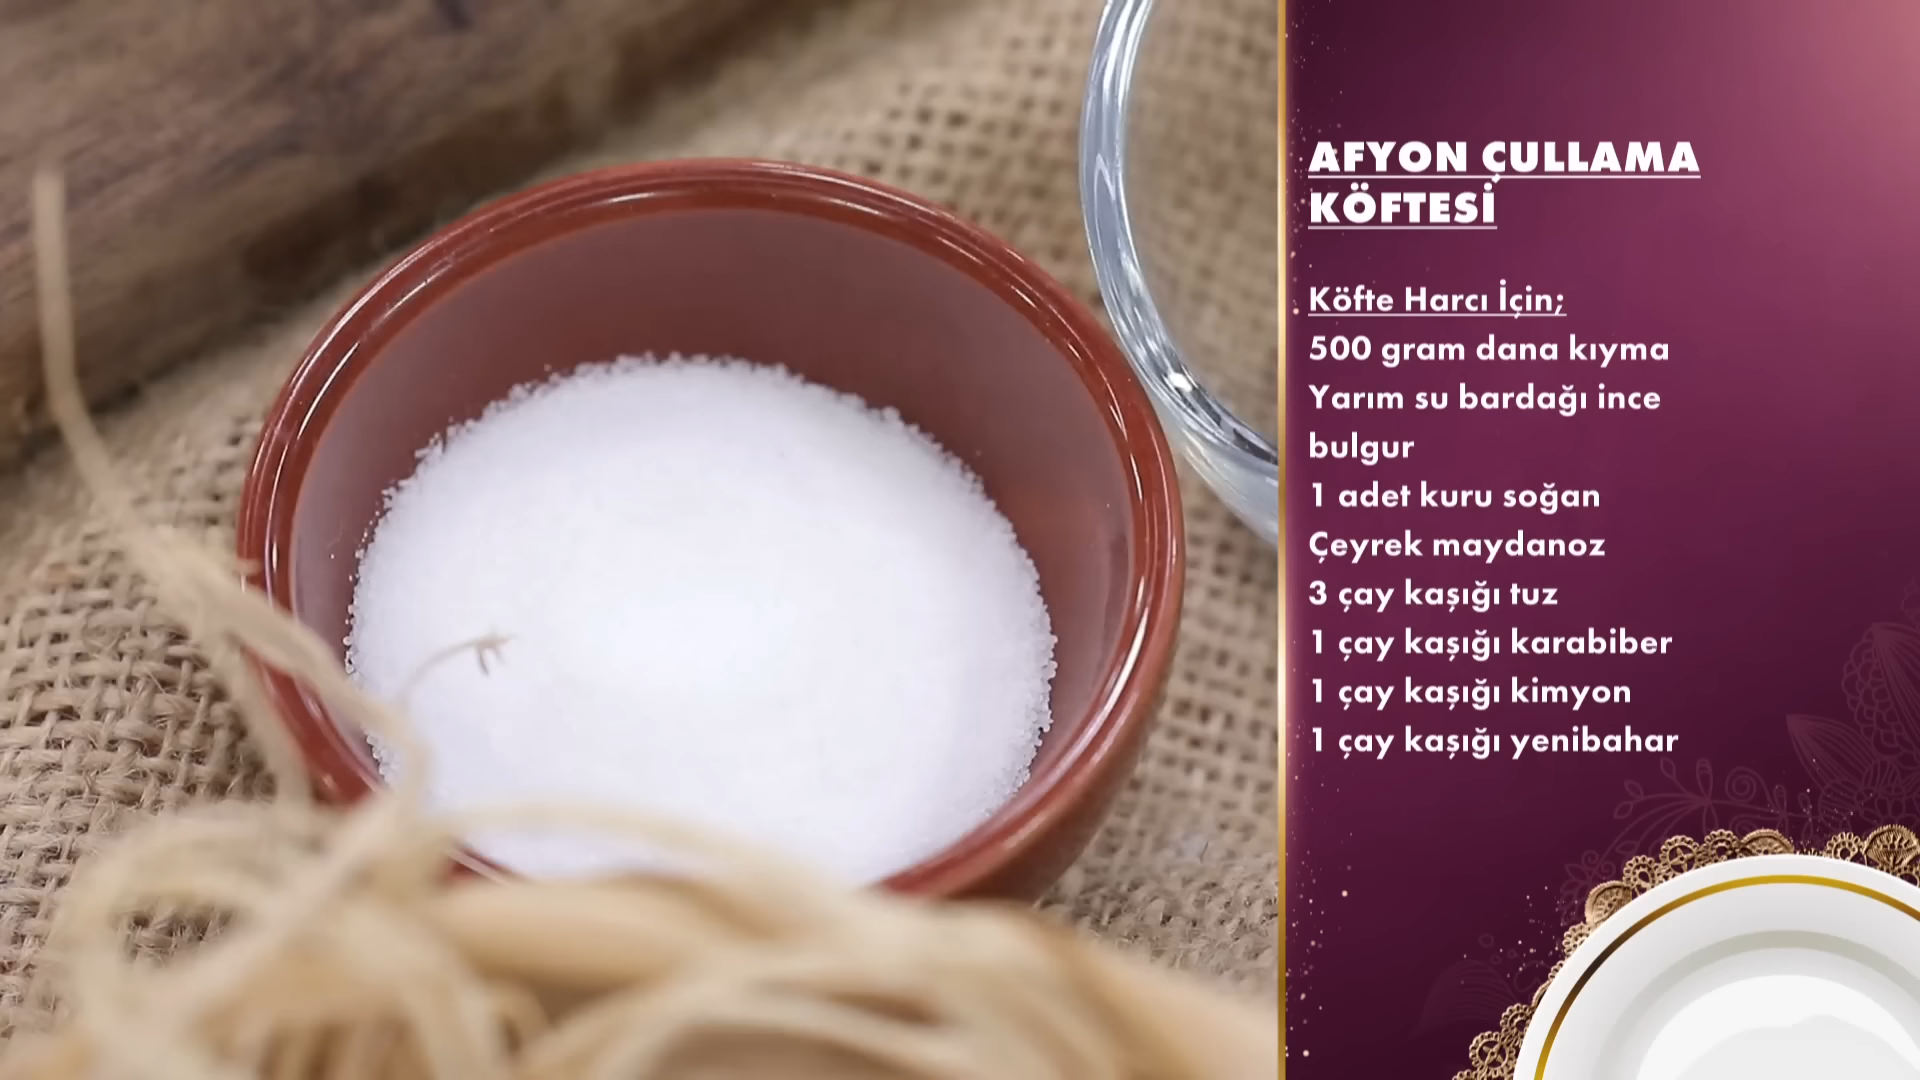 AFYON ÇULLAMA
KÖFTESİ
Köfte Harcı İçin;
500 gram dana kıyma
Yarım su bardağı ince
bulgur
1 adet kuru soğan
Çeyrek maydanoz
3 çay kaşığı tuz
1 çay kaşığı karabiber
1 çay kaşığı kimyon
1 çay kaşığı yenibahar